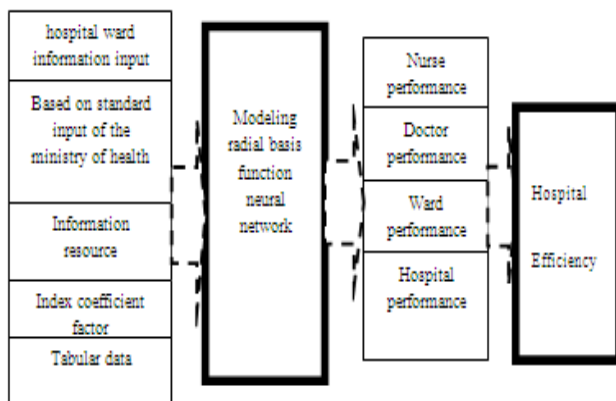 hospital ward
information input
Based on standard
input of the
ministry of health
Information
resource
Index coefficient
factor
Tabular data
Modeling
radial basis
function
neural
network
Nurse
performance
Doctor
performance
Ward
performance
Hospital
performance
Hospital
Efficiency